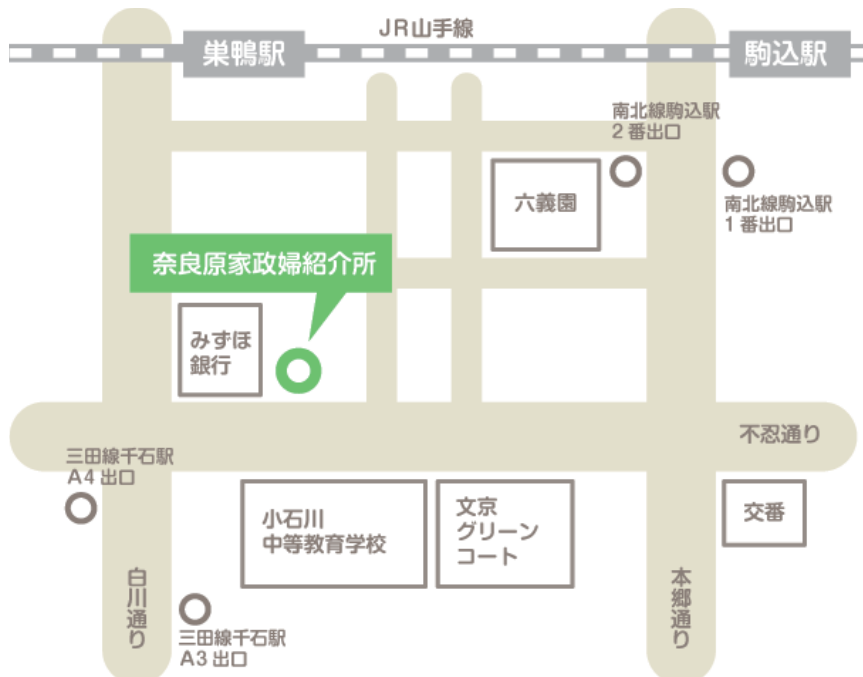 JR山手線
巣鴨駅
駒込駅
南北線駒込駅
2番出口
六義園
南北線駒込駅
1番出口
奈良原家政婦紹介所
みずほ
銀行
不忍通り
三田線千石駅
A4出口
小石川
中等教育学校
文京
グリーン
コート
交番
白川通り
本郷通り
三田線千石駅
A3出口